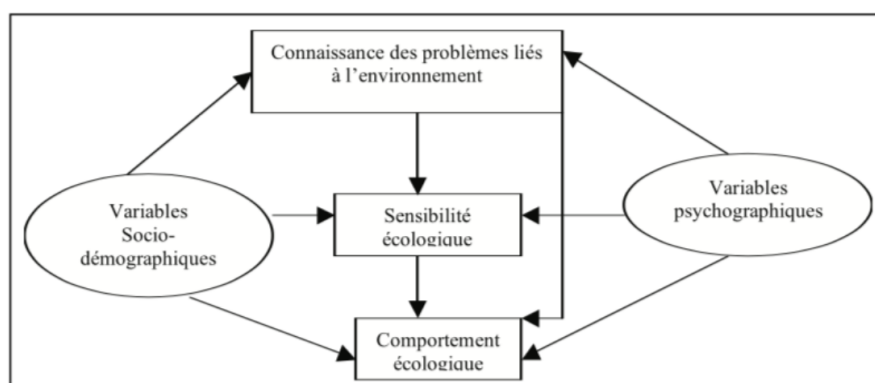 Connaissance des problèmes liés
à l'environnement
Variables
Socio-
démographiques
Sensibilité
écologique
Variables
psychographiques
Comportement
écologique